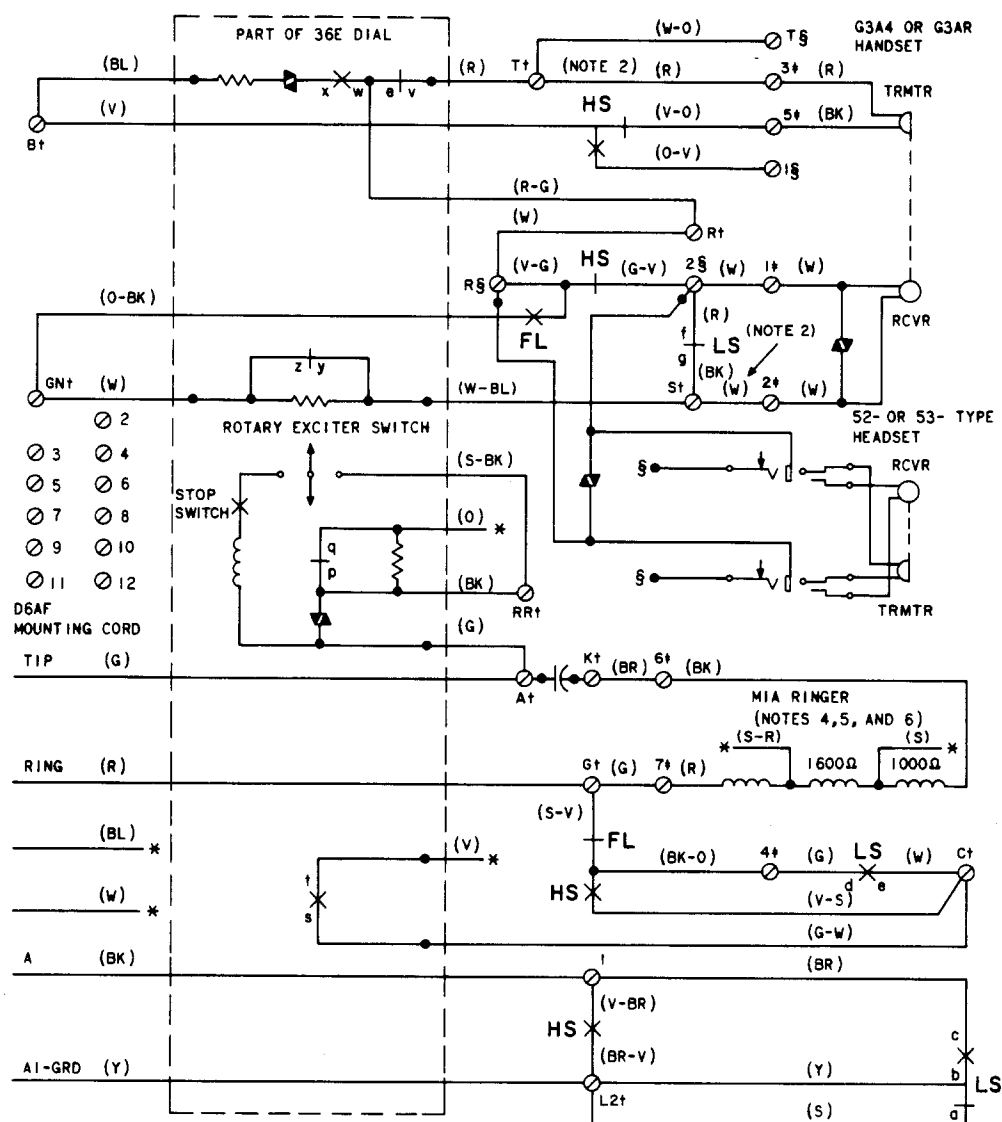 PART OF 36E DIAL
G3A4 OR G3AR
HANDSET
(W-O) T§
(BL) x w e v (R) T† (NOTE 2) (R) 3‡ (R) TRMTR
(V) HS (V-O) 5‡ (BK)
B†
(O-V) 1§
(R-G)
(W) R†
HS
R§ (V-G) (G-V) 2§ (W) 1‡ (W)
(O-BK) FL (R) RCVR
f LS (NOTE 2)
g
z y (BK)
GN† (W) (W-BL) S† (W) 2‡ (W)
2
ROTARY EXCITER SWITCH
52- OR 53- TYPE
HEADSET
3 4 (S-BK) § RCVR
5 6
STOP
SWITCH
7 8 (O) *
9 10 q
p
11 12 (BK) RR† § TRMTR
D6AF
MOUNTING CORD
(G)
TIP (G) A† K† (BR) 6‡ (BK)
MIA RINGER
(NOTES 4,5, AND 6)
* (S-R) (S) *
1600Ω 1000Ω
RING (R) G† (G) 7‡ (R)
(S-V)
FL
(BL) * (V) *
(BK-O) 4‡ (G) LS (W) C†
d e
t HS
(W) * s (V-S)
(G-W)
A (BK) † (BR)
(V-BR)
HS c
(BR-V)
A1-GRD (Y) (Y) b LS
L2† (S) a